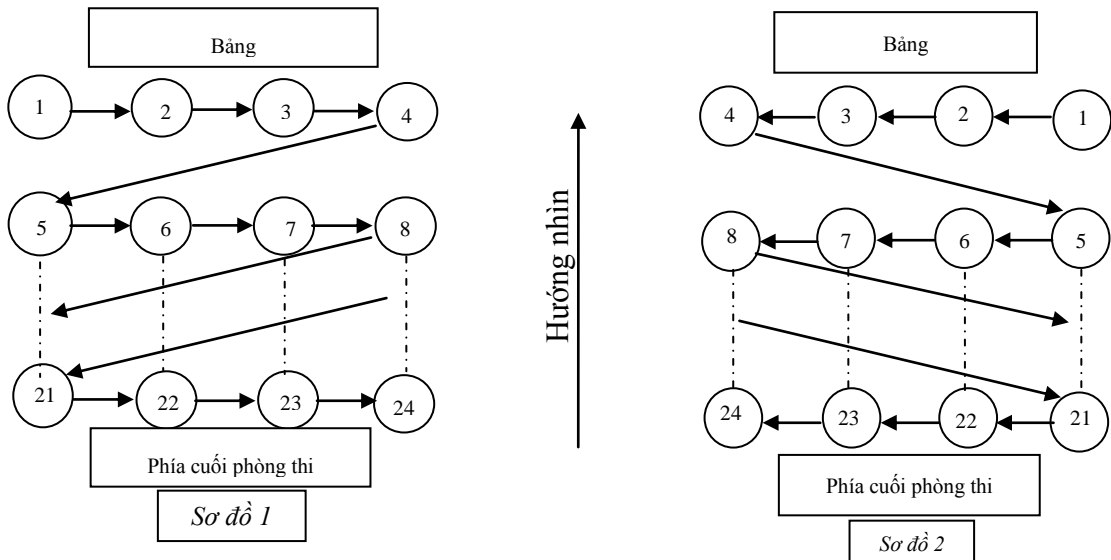 Bảng
1 2 3 4
5 6 7 8
21 22 23 24
Phía cuối phòng thi
Sơ đồ 1
Hướng nhìn
Bảng
4 3 2 1
8 7 6 5
24 23 22 21
Phía cuối phòng thi
Sơ đồ 2